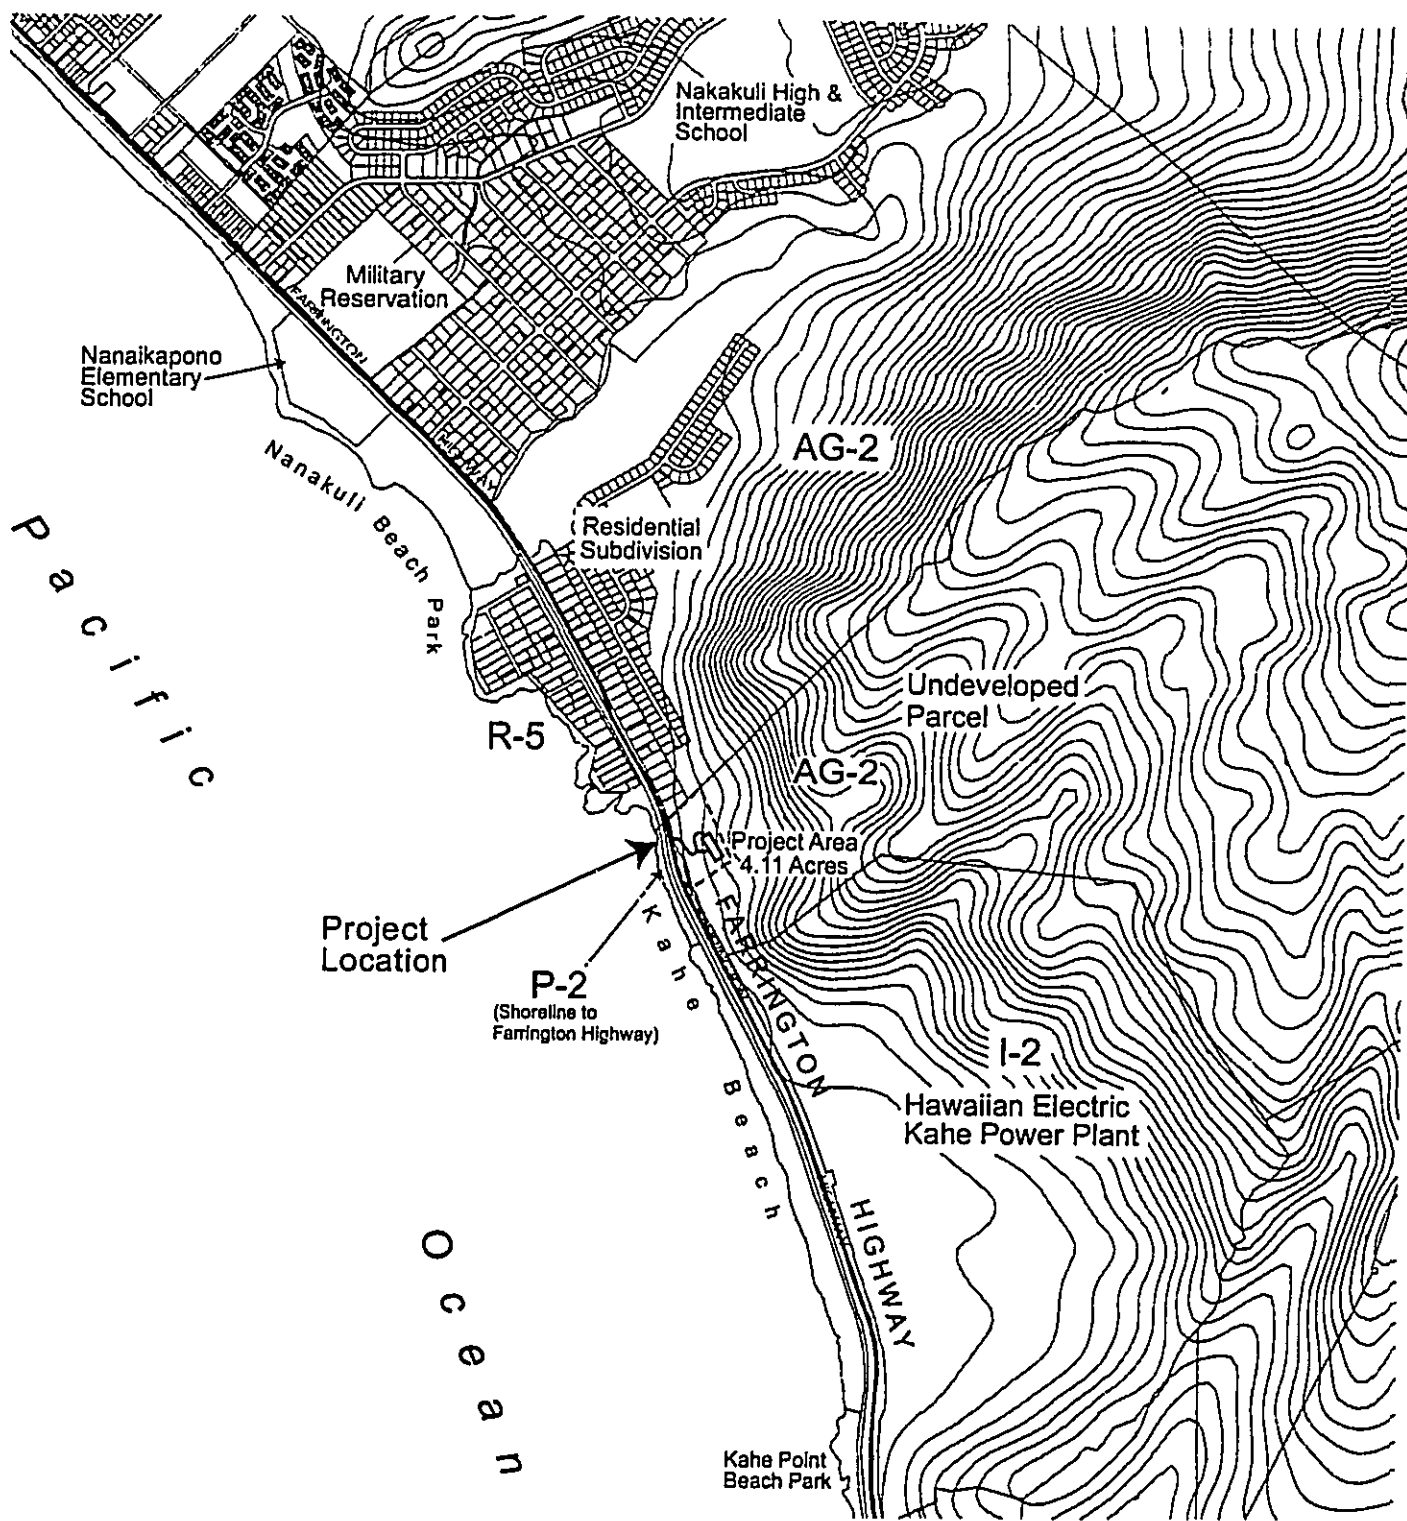 Nakakuli High &
Intermediate
School
Military
Reservation
FARRINGTON
HIGHWAY
Nanaikapono
Elementary
School
Nanakuli Beach Park
AG-2
Residential
Subdivision
Pacific
Ocean
Undeveloped
Parcel
R-5
AG-2
Project Area
4.11 Acres
Project
Location
P-2
(Shoreline to
Farrington Highway)
Kahe Beach
FARRINGTON
HIGHWAY
I-2
Hawaiian Electric
Kahe Power Plant
Kahe Point
Beach Park